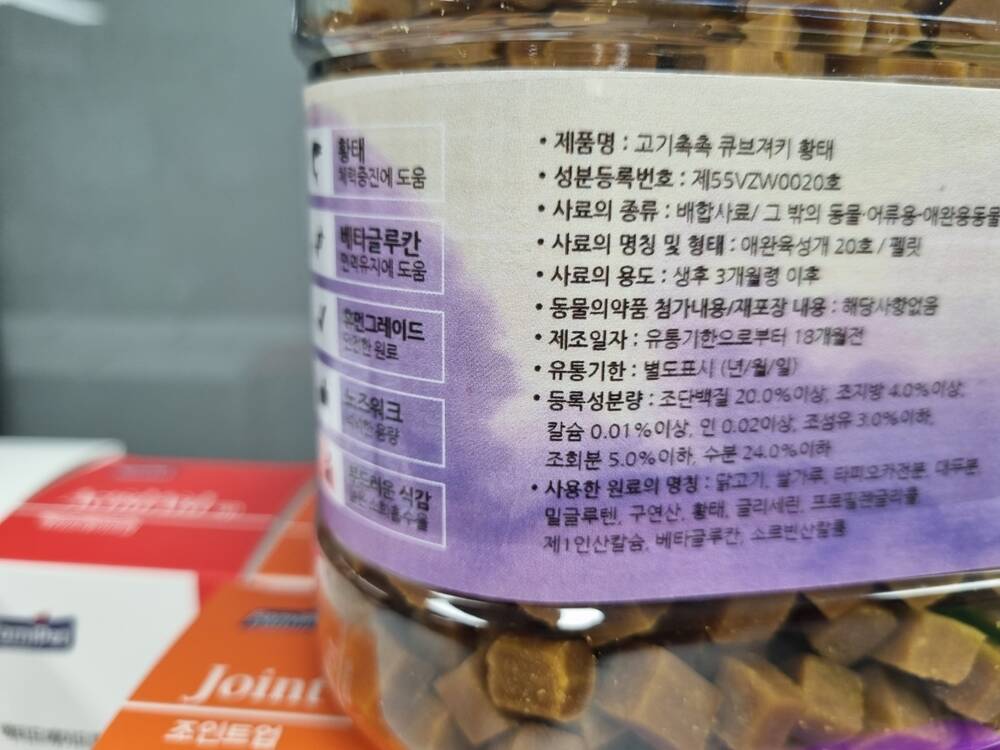 황태
체력증진에 도움
베타글루칸
면력유지에 도움
휴먼그레이드
안전한 원료
노즈워크
넉넉한 용량
부드러운 식감
• 제품명 : 고기촉촉 큐브져키 황태
• 성분등록번호 : 제55VZW0020호
• 사료의 종류 : 배합사료/ 그 밖의 동물·어류용-애완용동물
• 사료의 명칭 및 형태 : 애완육성개 20호 / 펠릿
• 사료의 용도 : 생후 3개월령 이후
• 동물의약품 첨가내용/재포장 내용 : 해당사항없음
• 제조일자 : 유통기한으로부터 18개월전
• 유통기한 : 별도표시 (년/월/일)
• 등록성분량 : 조단백질 20.0%이상, 조지방 4.0%이상,
칼슘 0.01%이상, 인 0.02이상, 조섬유 3.0%이하,
조회분 5.0%이하, 수분 24.0%이하
• 사용한 원료의 명칭 : 닭고기, 쌀가루, 타피오카전분, 대두분
밀글루텐, 구연산, 황태, 글리세린, 프로필렌글리콜
제1인산칼슘, 베타글루칸, 소르빈산칼륨
Joint
조인트업